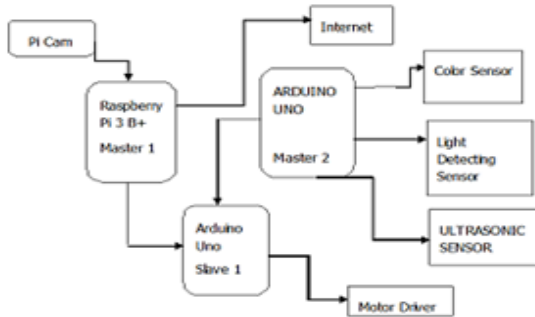 Pi Cam
Internet
Raspberry
Pi 3 B+
Master 1
ARDUINO
UNO
Master 2
Color Sensor
Light
Detecting
Sensor
Arduino
Uno
Slave 1
ULTRASONIC
SENSOR
Motor Driver